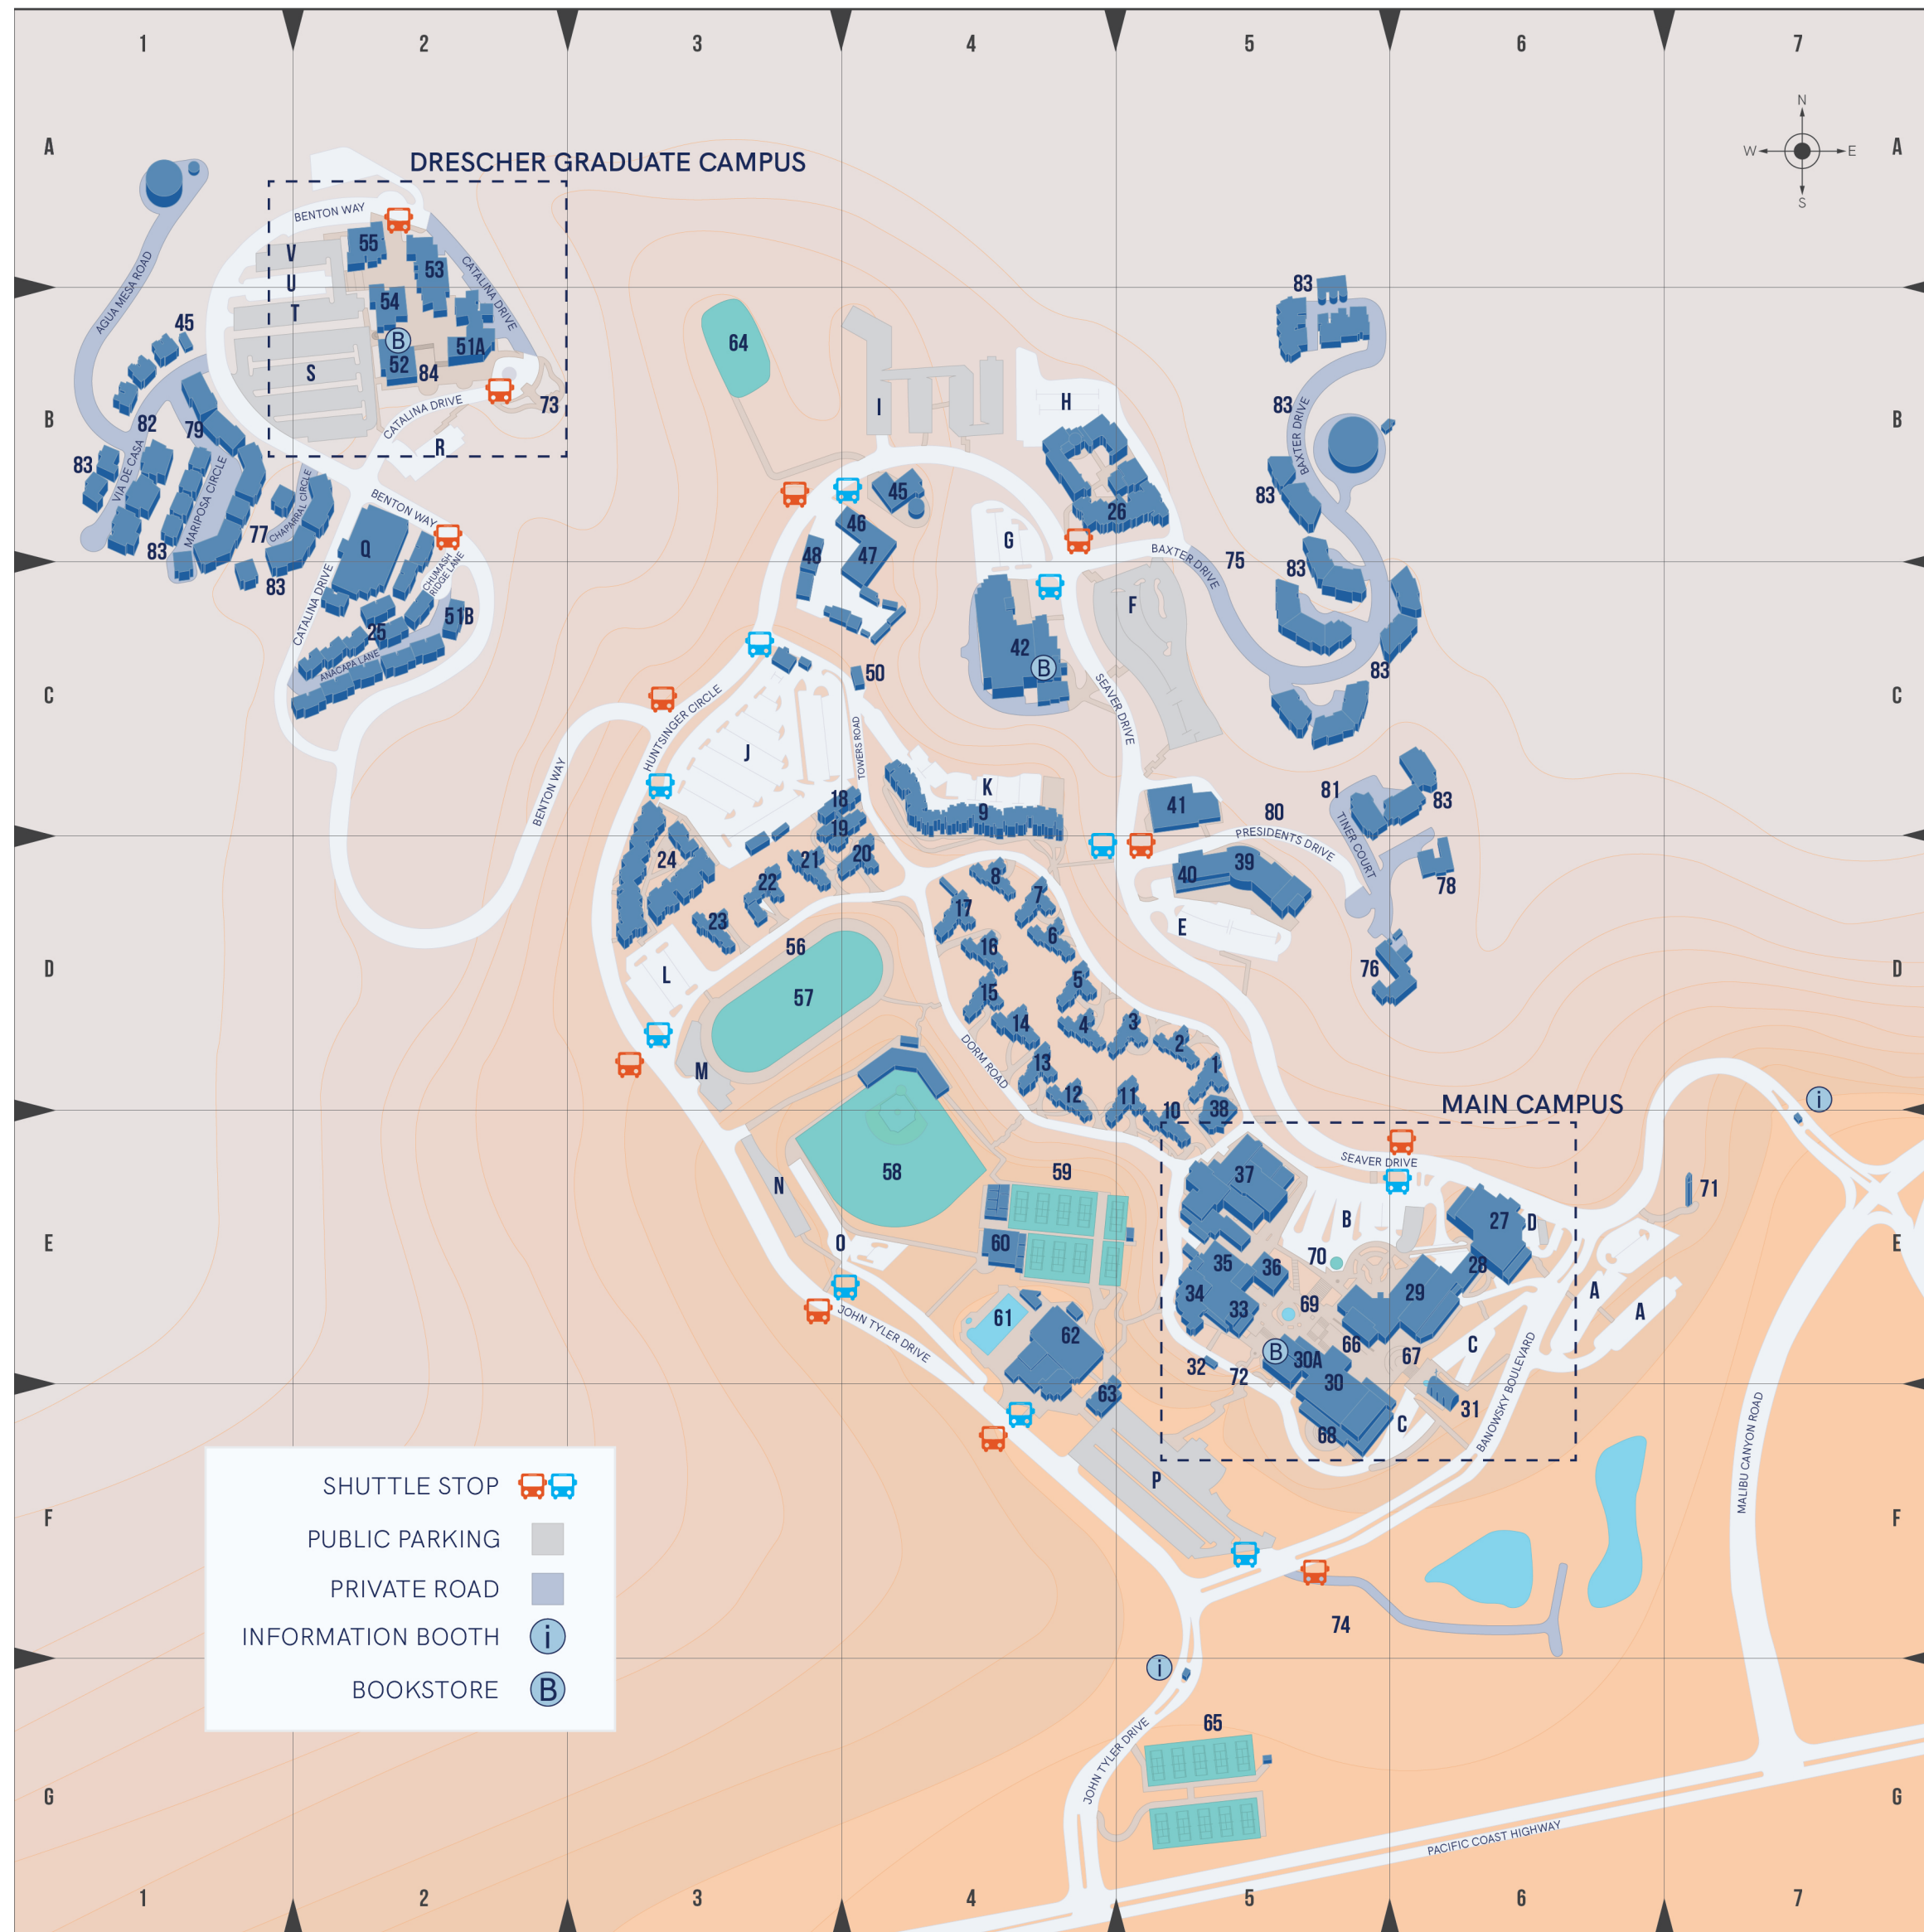 1 2 3 4 5 6 7
A A
N
W E
S
DRESCHER GRADUATE CAMPUS
BENTON WAY
55
V
53
CATALINA DRIVE
AGUA MESA ROAD
U
83
54
T
45
B
64
52 51A
S 84
CATALINA DRIVE
73
I H
83
BAXTER DRIVE
B B
82 79
R
83
VIA DE CASA
MARIPOSA CIRCLE
CHAPARRAL CIRCLE
BENTON WAY
45
83
46 26
77 Q
G
83
48 47
BAXTER DRIVE
75
83
83
CHUMASH
RIDGE LANE
CATALINA DRIVE
51B
F
25
42
B
ANACAPA LANE
50
83
C C
HUNTSINGER CIRCLE
SEAVER DRIVE
J
TOWERS ROAD
BENTON WAY
K
18
9
41
80
81
83
19
PRESIDENTS DRIVE
TINER COURT
24 21 20
22
8
40 39
78
7
17
23
E
6
56
16
D D
L
57
5
76
15
14 4 3
2
DORM ROAD
M
13
1
12 11
10 38
MAIN CAMPUS
i
SEAVER DRIVE
58 59
37
N
71
B
27 D
E E
O 60
70
35 36
28
34
29
A
33
69
61
62
A
JOHN TYLER DRIVE
66
C
B
30A
67
32
72
30
63
31
C
68
BANOWSKY BOULEVARD
MALIBU CANYON ROAD
P
SHUTTLE STOP
F F
PUBLIC PARKING
PRIVATE ROAD
74
INFORMATION BOOTH i
i
BOOKSTORE B
65
JOHN TYLER DRIVE
G G
PACIFIC COAST HIGHWAY
1 2 3 4 5 6 7